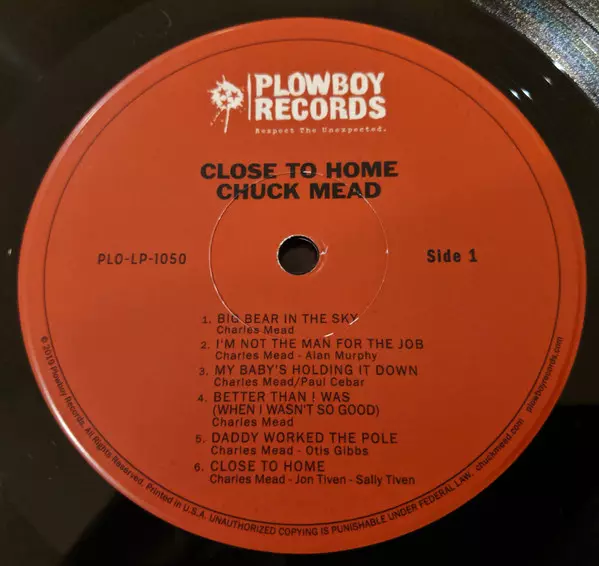 PLOWBOY
RECORDS
Respect The Unexpected.
CLOSE TO HOME
CHUCK MEAD
PLO-LP-1050
Side 1
1. BIG BEAR IN THE SKY
Charles Mead
2. I'M NOT THE MAN FOR THE JOB
Charles Mead - Alan Murphy
3. MY BABY'S HOLDING IT DOWN
Charles Mead/Paul Cebar
4. BETTER THAN I WAS
(WHEN I WASN'T SO GOOD)
Charles Mead
5. DADDY WORKED THE POLE
Charles Mead - Otis Gibbs
6. CLOSE TO HOME
Charles Mead - Jon Tiven - Sally Tiven
© 2019 Plowboy Records. All Rights Reserved. Printed in U.S.A. UNAUTHORIZED COPYING IS PUNISHABLE UNDER FEDERAL LAW. chuckmead.com plowboyrecords.com